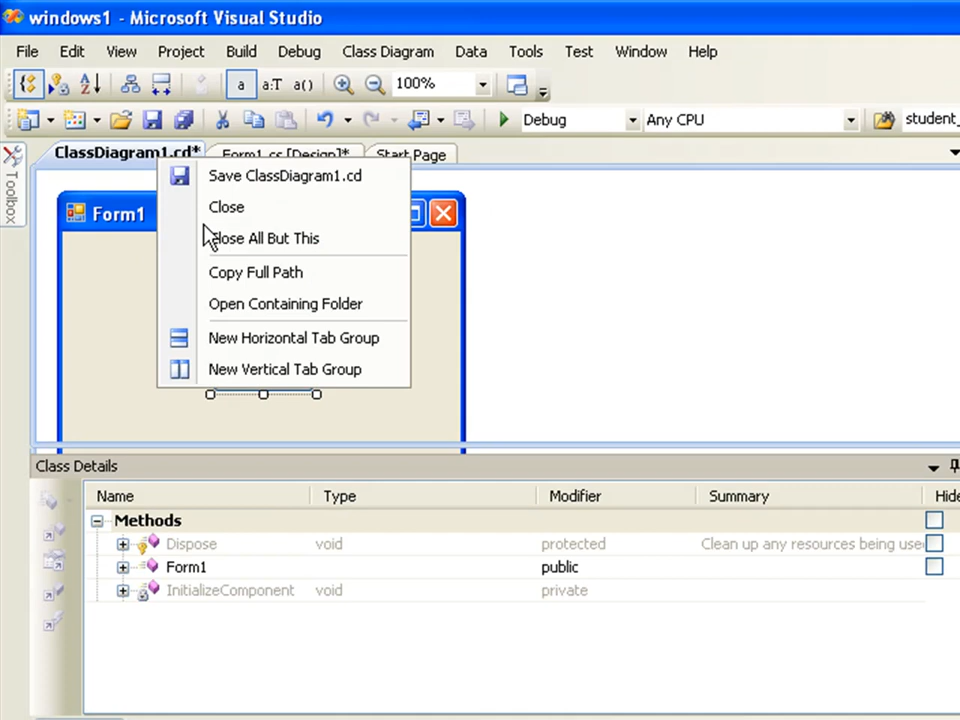 windows1 - Microsoft Visual Studio
File Edit View Project Build Debug Class Diagram Data Tools Test Window Help
a a:T a() 100%
Debug Any CPU student_
ClassDiagram1.cd* Form1.cs [Design]* Start Page
Toolbox
Save ClassDiagram1.cd
Form1
Close
Close All But This
Copy Full Path
Open Containing Folder
New Horizontal Tab Group
New Vertical Tab Group
Class Details
Name Type Modifier Summary Hide
Methods
Dispose void protected Clean up any resources being use
Form1 public
InitializeComponent void private